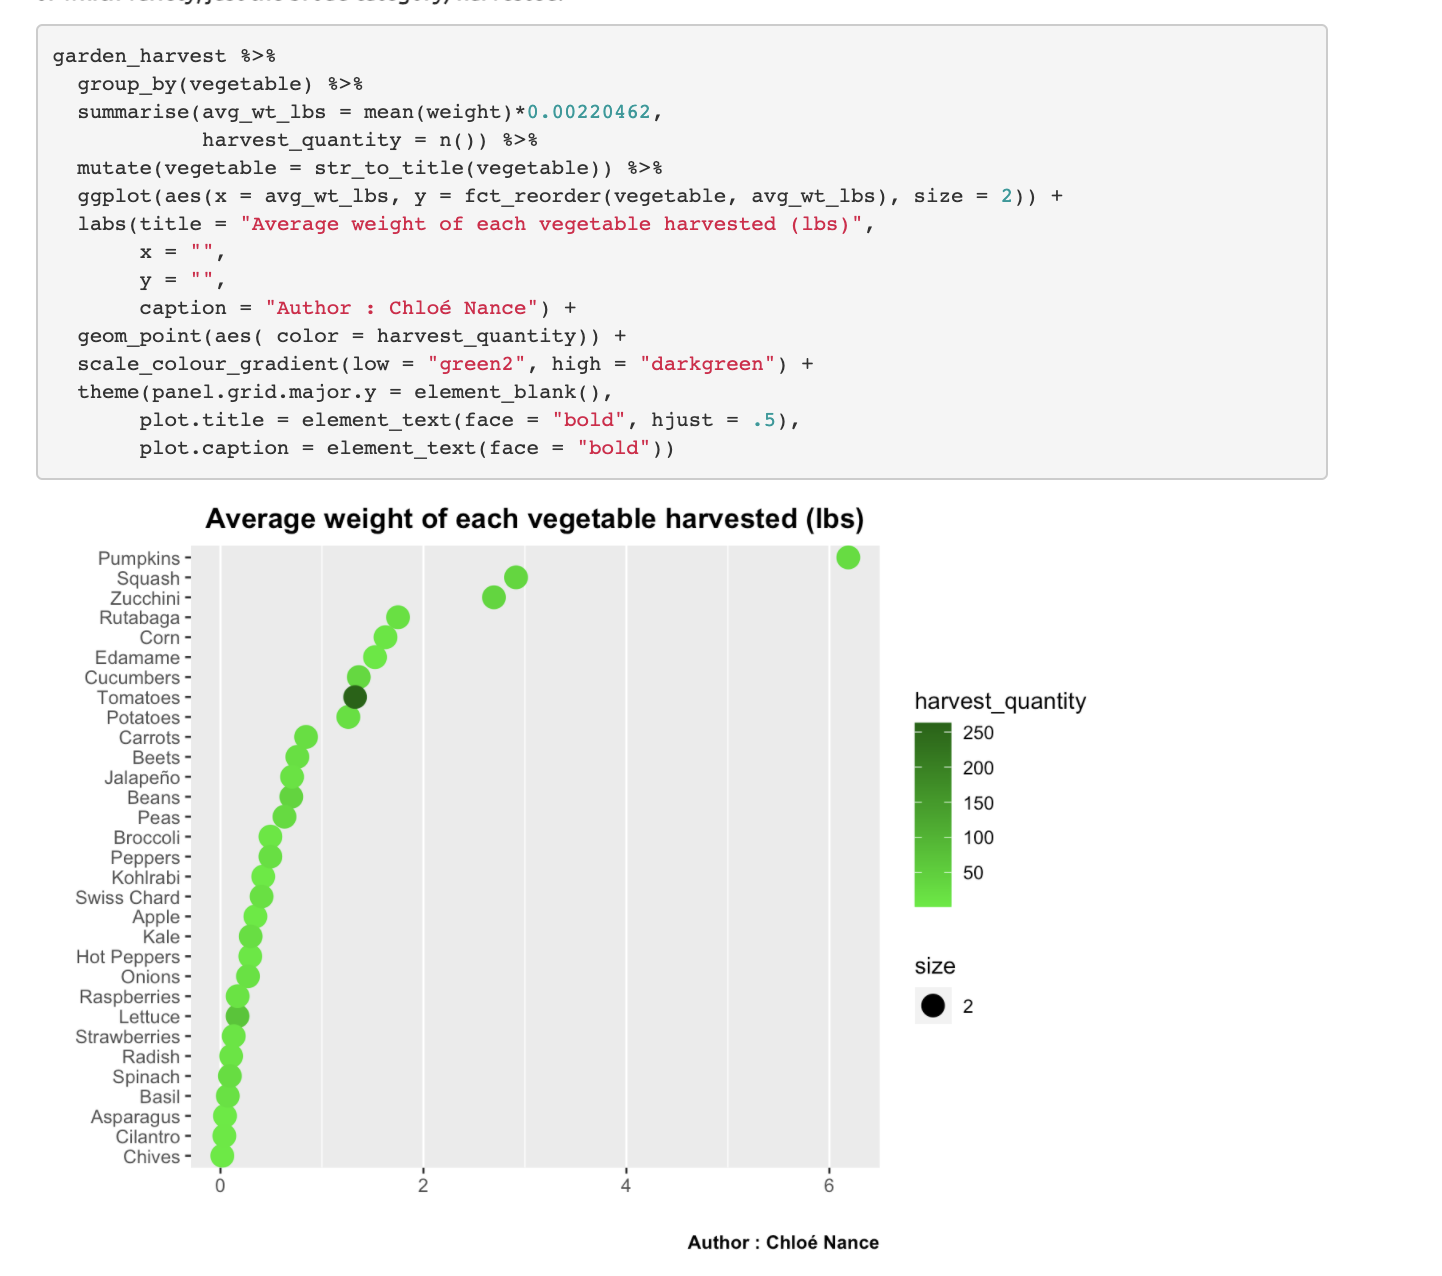 garden_harvest %>%
  group_by(vegetable) %>%
  summarise(avg_wt_lbs = mean(weight)*0.00220462,
            harvest_quantity = n()) %>%
  mutate(vegetable = str_to_title(vegetable)) %>%
  ggplot(aes(x = avg_wt_lbs, y = fct_reorder(vegetable, avg_wt_lbs), size = 2)) +
  labs(title = "Average weight of each vegetable harvested (lbs)",
       x = "",
       y = "",
       caption = "Author : Chloé Nance") +
  geom_point(aes( color = harvest_quantity)) +
  scale_colour_gradient(low = "green2", high = "darkgreen") +
  theme(panel.grid.major.y = element_blank(),
       plot.title = element_text(face = "bold", hjust = .5),
       plot.caption = element_text(face = "bold"))
Average weight of each vegetable harvested (lbs)
Pumpkins
Squash
Zucchini
Rutabaga
Corn
Edamame
Cucumbers
Tomatoes
Potatoes
Carrots
Beets
Jalapeño
Beans
Peas
Broccoli
Peppers
Kohlrabi
Swiss Chard
Apple
Kale
Hot Peppers
Onions
Raspberries
Lettuce
Strawberries
Radish
Spinach
Basil
Asparagus
Cilantro
Chives
0 2 4 6
harvest_quantity
250
200
150
100
50
size
2
Author : Chloé Nance